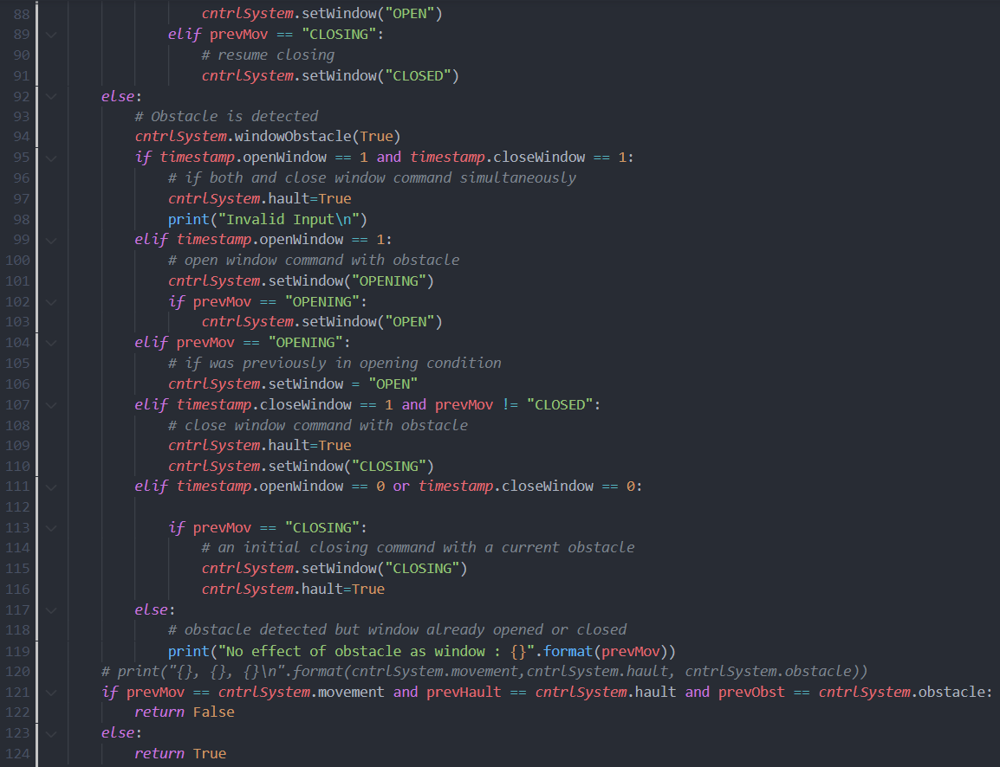 88 cntrlSystem.setWindow("OPEN")
89 elif prevMov == "CLOSING":
90 # resume closing
91 cntrlSystem.setWindow("CLOSED")
92 else:
93 # Obstacle is detected
94 cntrlSystem.windowObstacle(True)
95 if timestamp.openWindow == 1 and timestamp.closeWindow == 1:
96 # if both and close window command simultaneously
97 cntrlSystem.hault=True
98 print("Invalid Input\n")
99 elif timestamp.openWindow == 1:
100 # open window command with obstacle
101 cntrlSystem.setWindow("OPENING")
102 if prevMov == "OPENING":
103 cntrlSystem.setWindow("OPEN")
104 elif prevMov == "OPENING":
105 # if was previously in opening condition
106 cntrlSystem.setWindow = "OPEN"
107 elif timestamp.closeWindow == 1 and prevMov != "CLOSED":
108 # close window command with obstacle
109 cntrlSystem.hault=True
110 cntrlSystem.setWindow("CLOSING")
111 elif timestamp.openWindow == 0 or timestamp.closeWindow == 0:
112
113 if prevMov == "CLOSING":
114 # an initial closing command with a current obstacle
115 cntrlSystem.setWindow("CLOSING")
116 cntrlSystem.hault=True
117 else:
118 # obstacle detected but window already opened or closed
119 print("No effect of obstacle as window : {}".format(prevMov))
120 # print("{}, {}, {}\n".format(cntrlSystem.movement,cntrlSystem.hault, cntrlSystem.obstacle))
121 if prevMov == cntrlSystem.movement and prevHault == cntrlSystem.hault and prevObst == cntrlSystem.obstacle:
122 return False
123 else:
124 return True